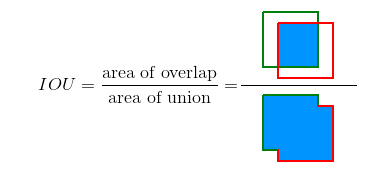 IOU = area of overlap / area of union =